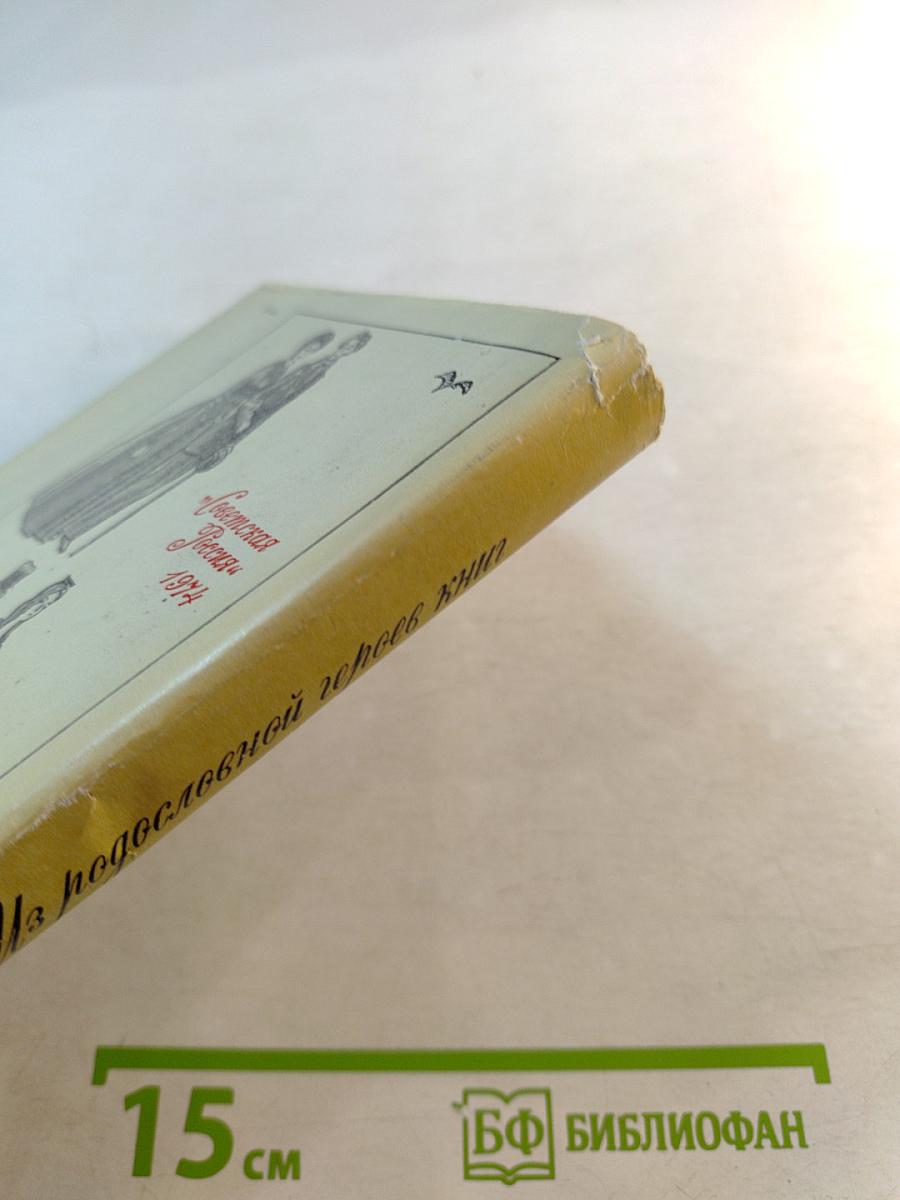 "Советская
Россия"
1974
Из родословной героев книг
15 см
БФ БИБЛИОФАН